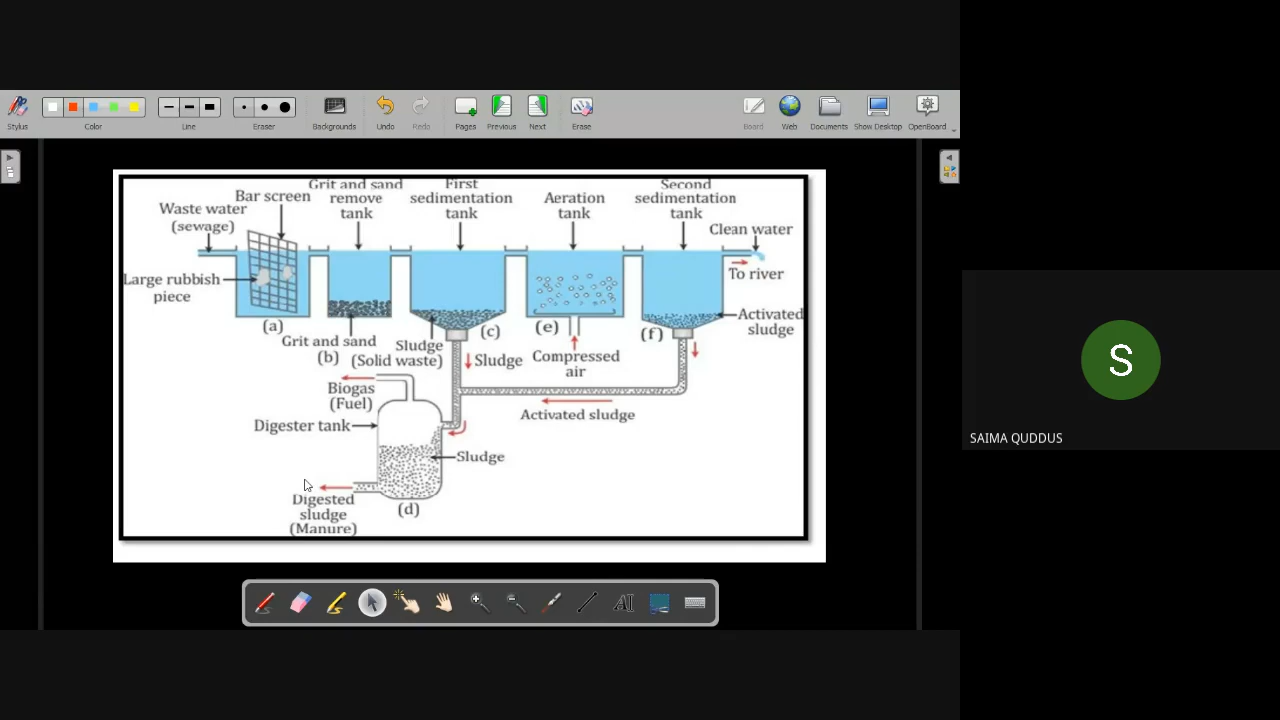 Stylus
Color
Line
Eraser
Backgrounds
Undo
Redo
Pages
Previous
Next
Erase
Board
Web
Documents
Show Desktop
OpenBoard
Waste water
(sewage)
Bar screen
Grit and sand
remove
tank
First
sedimentation
tank
Aeration
tank
Second
sedimentation
tank
Clean water
To river
Large rubbish
piece
(a)
Grit and sand
(b)
Sludge
(Solid waste)
(c)
Sludge
(e)
Compressed
air
(f)
Activated
sludge
Biogas
(Fuel)
Activated sludge
Digester tank
Sludge
Digested
sludge
(Manure)
(d)
AI
S
SAIMA QUDDUS